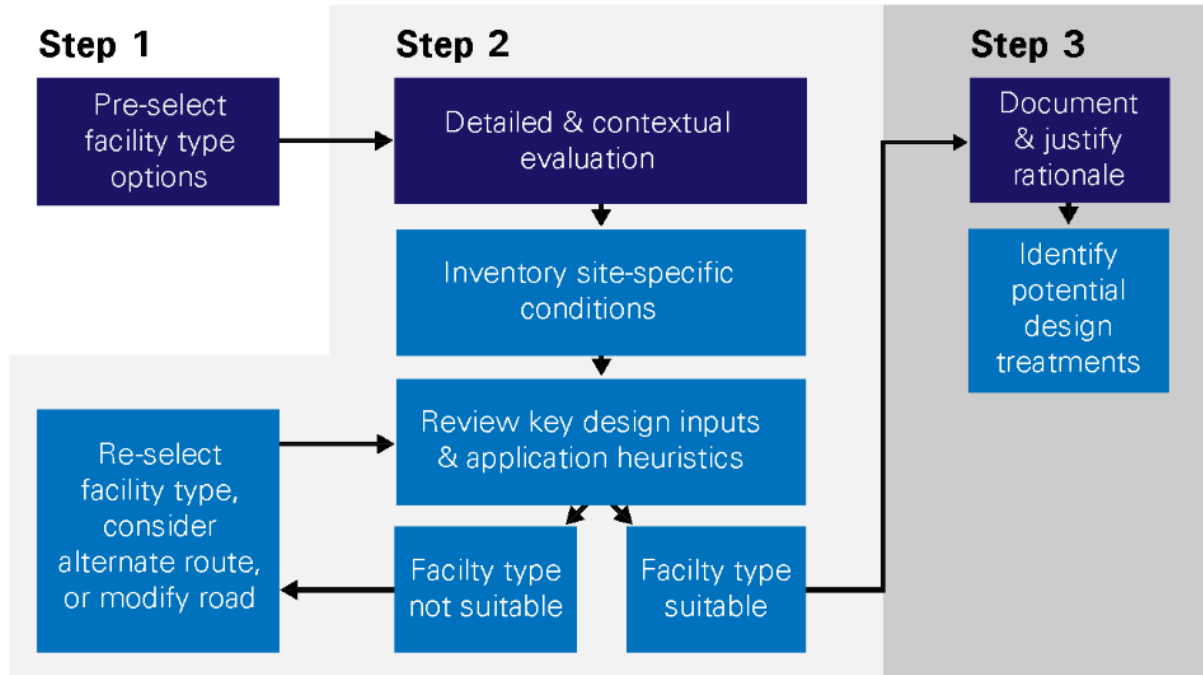 Step 1
Pre-select
facility type
options
Step 2
Detailed & contextual
evaluation
Inventory site-specific
conditions
Review key design inputs
& application heuristics
Facilty type
not suitable
Facilty type
suitable
Re-select
facility type,
consider
alternate route,
or modify road
Step 3
Document
& justify
rationale
Identify
potential
design
treatments